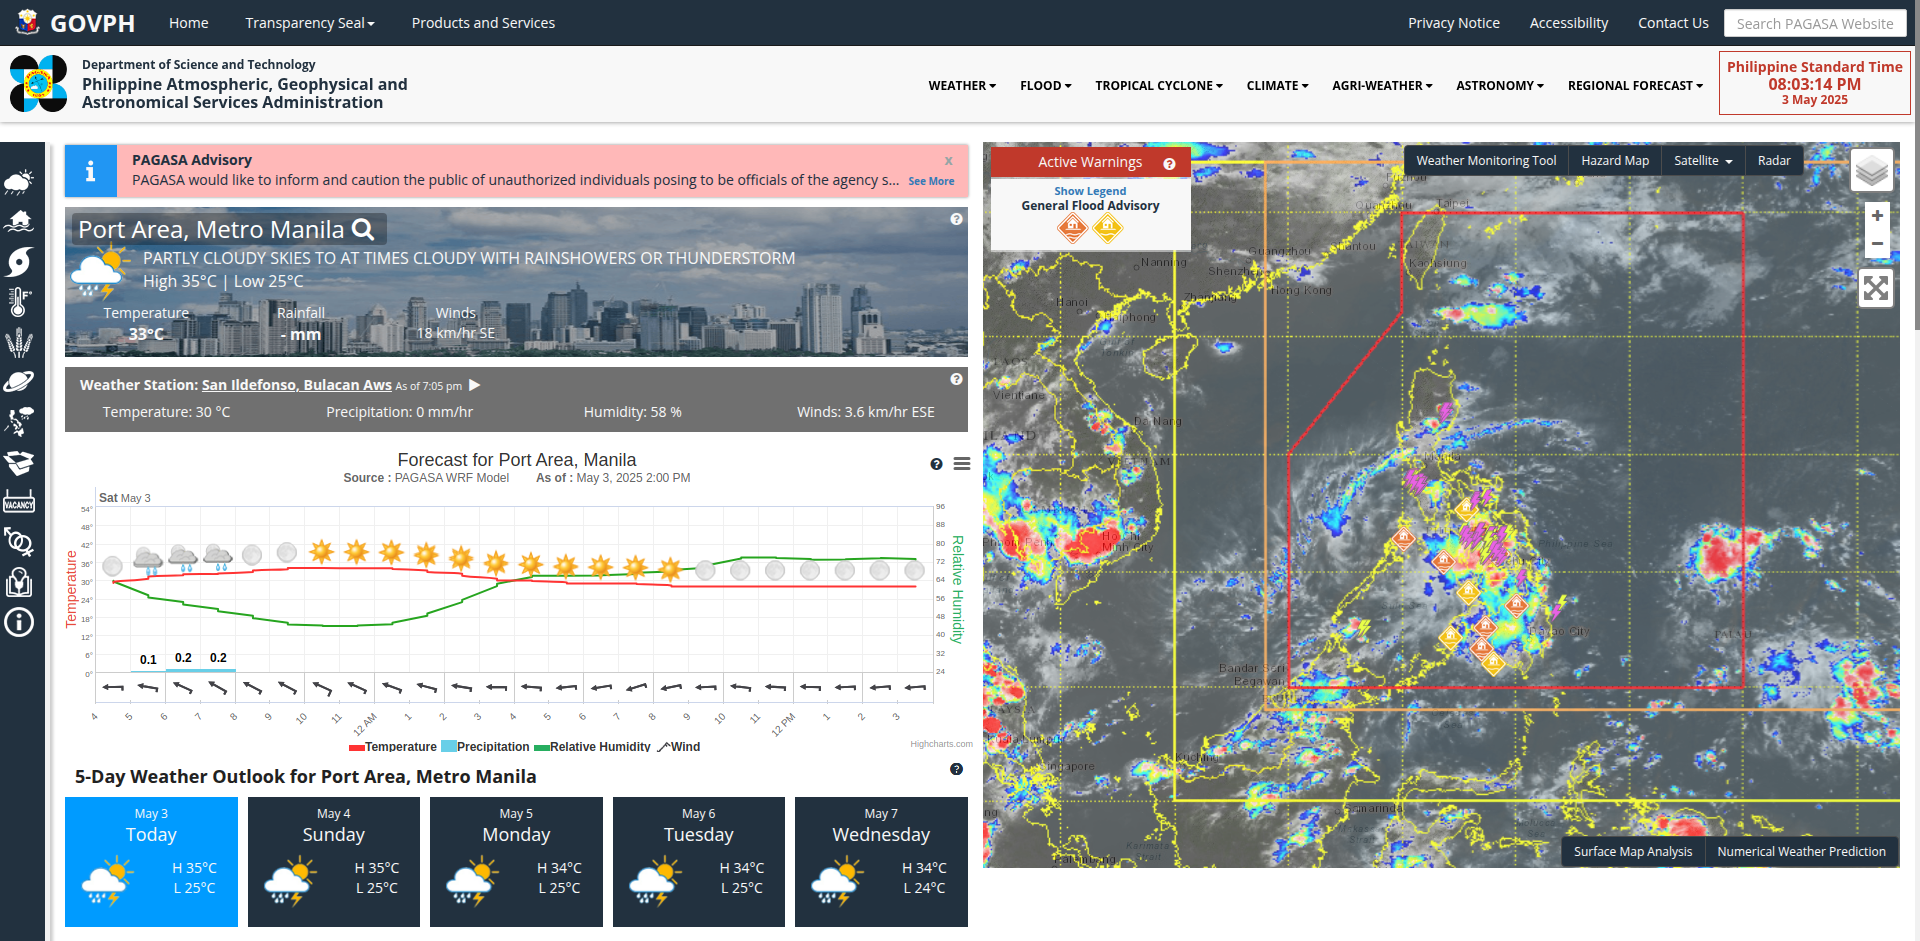 GOVPH
Home
Transparency Seal
Products and Services
Privacy Notice
Accessibility
Contact Us
Search PAGASA Website
Department of Science and Technology
Philippine Atmospheric, Geophysical and
Astronomical Services Administration
WEATHER
FLOOD
TROPICAL CYCLONE
CLIMATE
AGRI-WEATHER
ASTRONOMY
REGIONAL FORECAST
Philippine Standard Time
08:03:14 PM
3 May 2025
VACANCY
PAGASA Advisory
x
PAGASA would like to inform and caution the public of unauthorized individuals posing to be officials of the agency s...
See More
Port Area, Metro Manila
PARTLY CLOUDY SKIES TO AT TIMES CLOUDY WITH RAINSHOWERS OR THUNDERSTORM
High 35°C | Low 25°C
Temperature
33°C
Rainfall
- mm
Winds
18 km/hr SE
Weather Station: San Ildefonso, Bulacan Aws As of 7:05 pm
Temperature: 30 °C
Precipitation: 0 mm/hr
Humidity: 58 %
Winds: 3.6 km/hr ESE
Forecast for Port Area, Manila
Source : PAGASA WRF Model As of : May 3, 2025 2:00 PM
Sat May 3
Temperature
54°
48°
42°
36°
30°
24°
18°
12°
6°
0°
0.1
0.2
0.2
96
88
80
72
64
56
48
40
32
24
Relative Humidity
4 5 6 7 8 9 10 11 12 AM 1 2 3 4 5 6 7 8 9 10 11 12 PM 1 2 3
Temperature Precipitation Relative Humidity Wind
Highcharts.com
5-Day Weather Outlook for Port Area, Metro Manila
May 3
Today
H 35°C
L 25°C
May 4
Sunday
H 35°C
L 25°C
May 5
Monday
H 34°C
L 25°C
May 6
Tuesday
H 34°C
L 25°C
May 7
Wednesday
H 34°C
L 24°C
Active Warnings
Show Legend
General Flood Advisory
Weather Monitoring Tool
Hazard Map
Satellite
Radar
+
−
Taipei
Shantou
Guangzhou
Kaohsiung
Nanning
Shenzhen
Hong Kong
Hanoi
Vientiane
Da Nang
Philippine Sea
Davao City
PALAU
Bandar Seri
Begawan
Kuching
Samarinda
Karimata
Strait
Surface Map Analysis
Numerical Weather Prediction